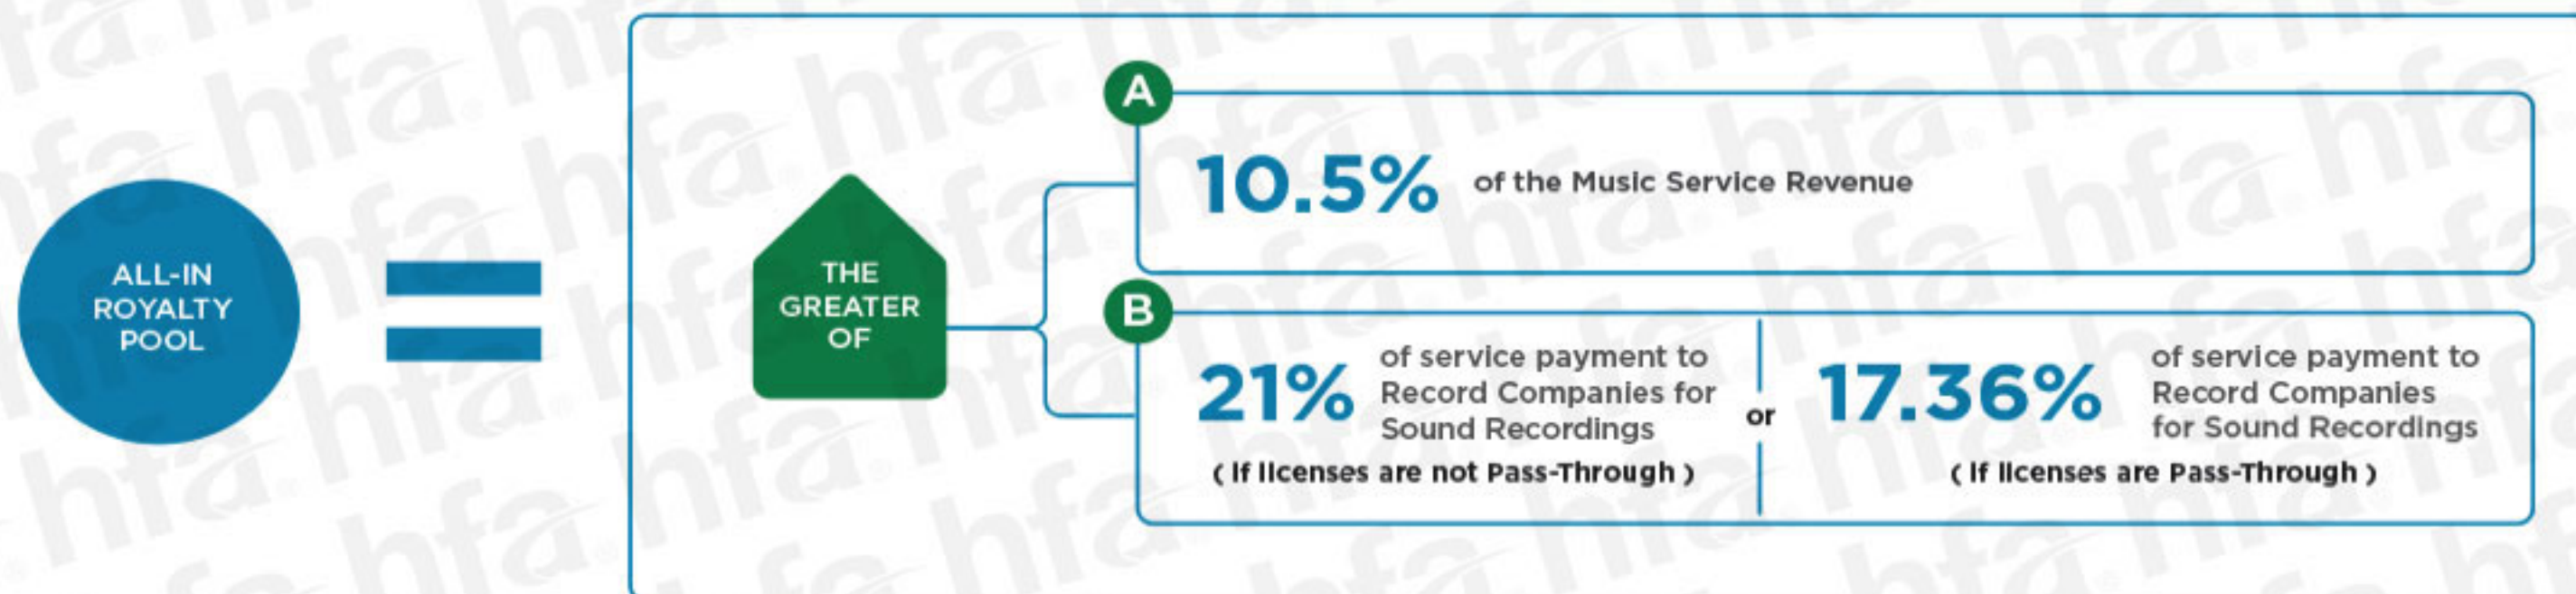 ALL-IN
ROYALTY
POOL
THE
GREATER
OF
A
10.5% of the Music Service Revenue
B
21%
of service payment to
Record Companies for
Sound Recordings
( If licenses are not Pass-Through )
or
17.36%
of service payment to
Record Companies
for Sound Recordings
( If licenses are Pass-Through )
hfa